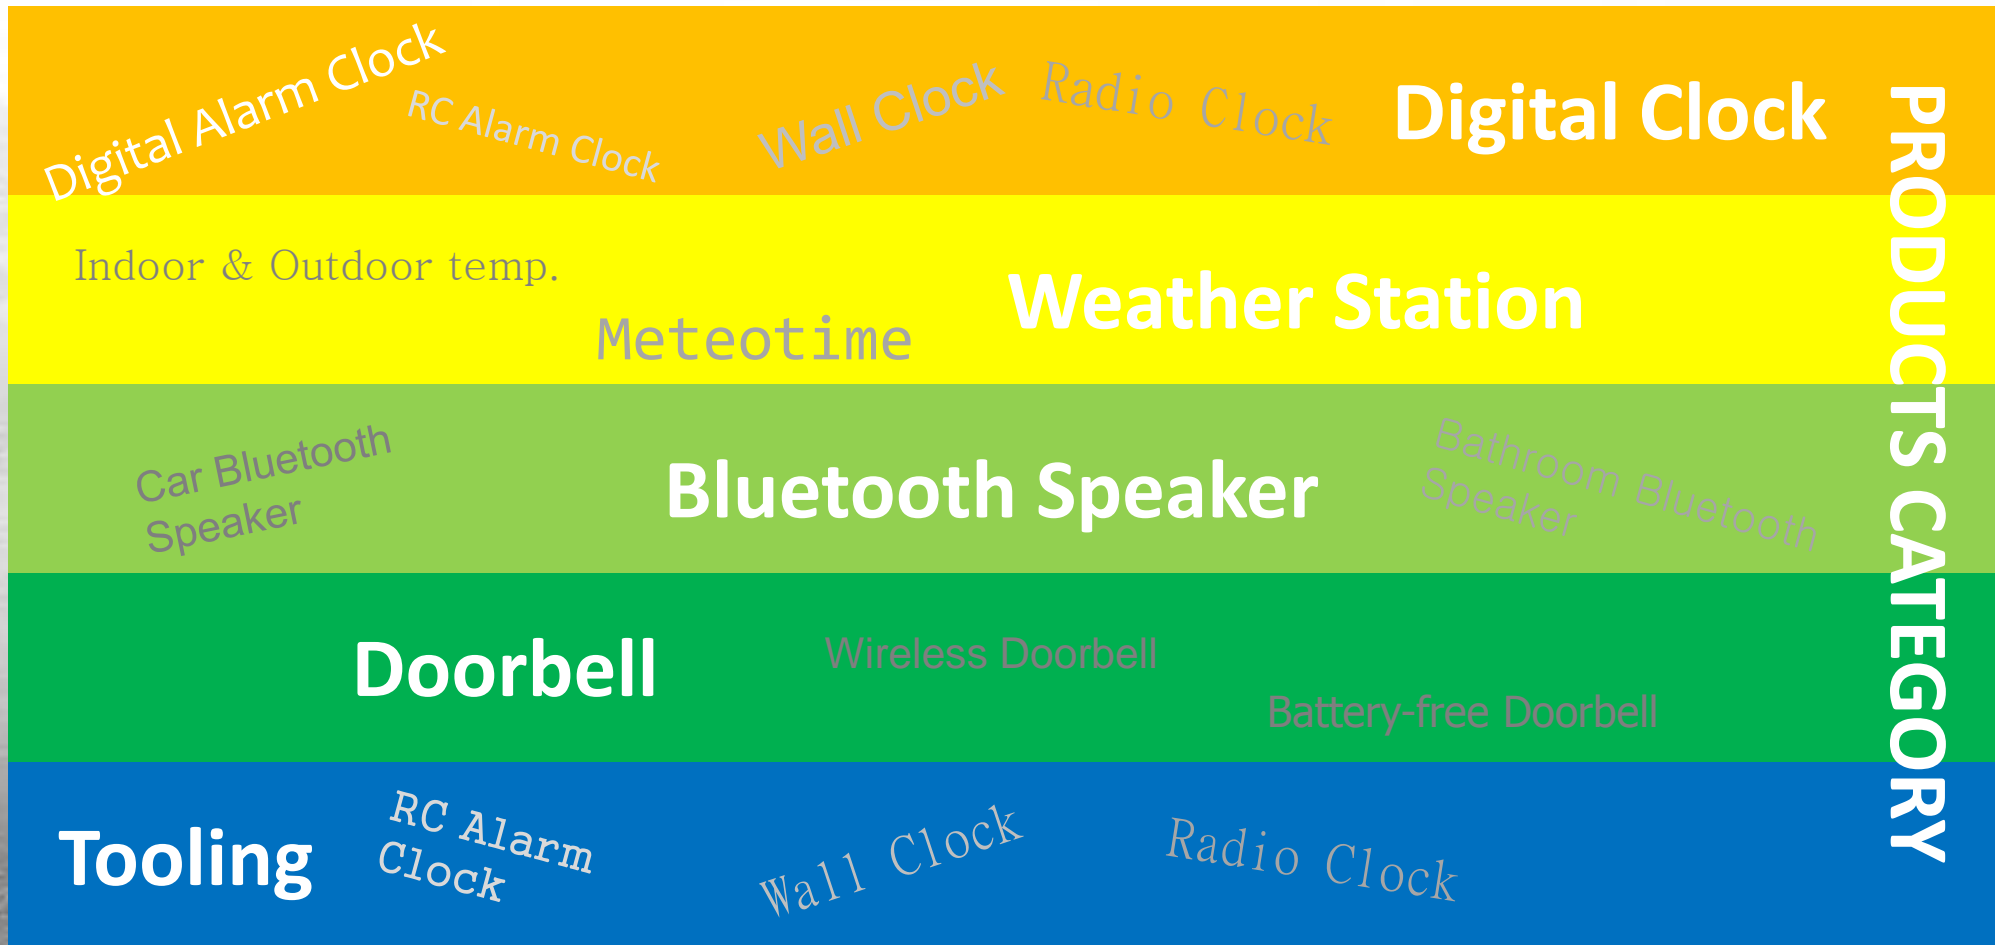 Digital Alarm Clock
RC Alarm Clock
Wall Clock
Radio Clock
Digital Clock
PRODUCTS CATEGORY
Indoor & Outdoor temp.
Meteotime
Weather Station
Car Bluetooth
Speaker
Bluetooth Speaker
Bathroom Bluetooth
Speaker
Doorbell
Wireless Doorbell
Battery-free Doorbell
Tooling
RC Alarm
Clock
Wall Clock
Radio Clock